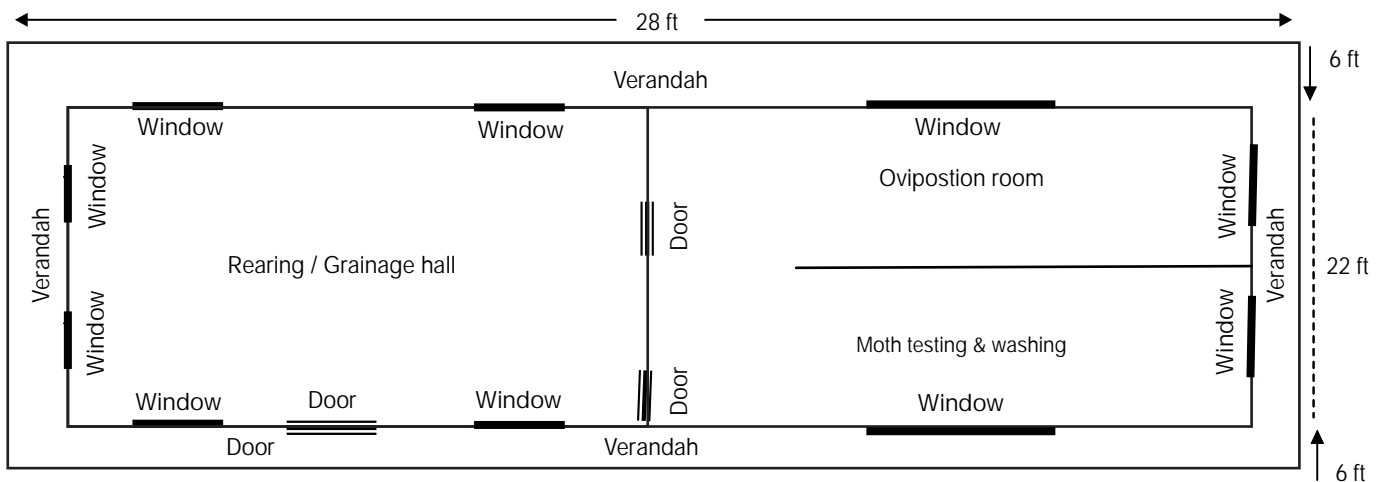 28 ft
6 ft
Verandah
Window
Window
Window
Window
Ovipostion room
Window
Door
Verandah
Rearing / Grainage hall
Verandah
22 ft
Window
Window
Moth testing & washing
Door
Window
Door
Window
Window
Door
Verandah
6 ft